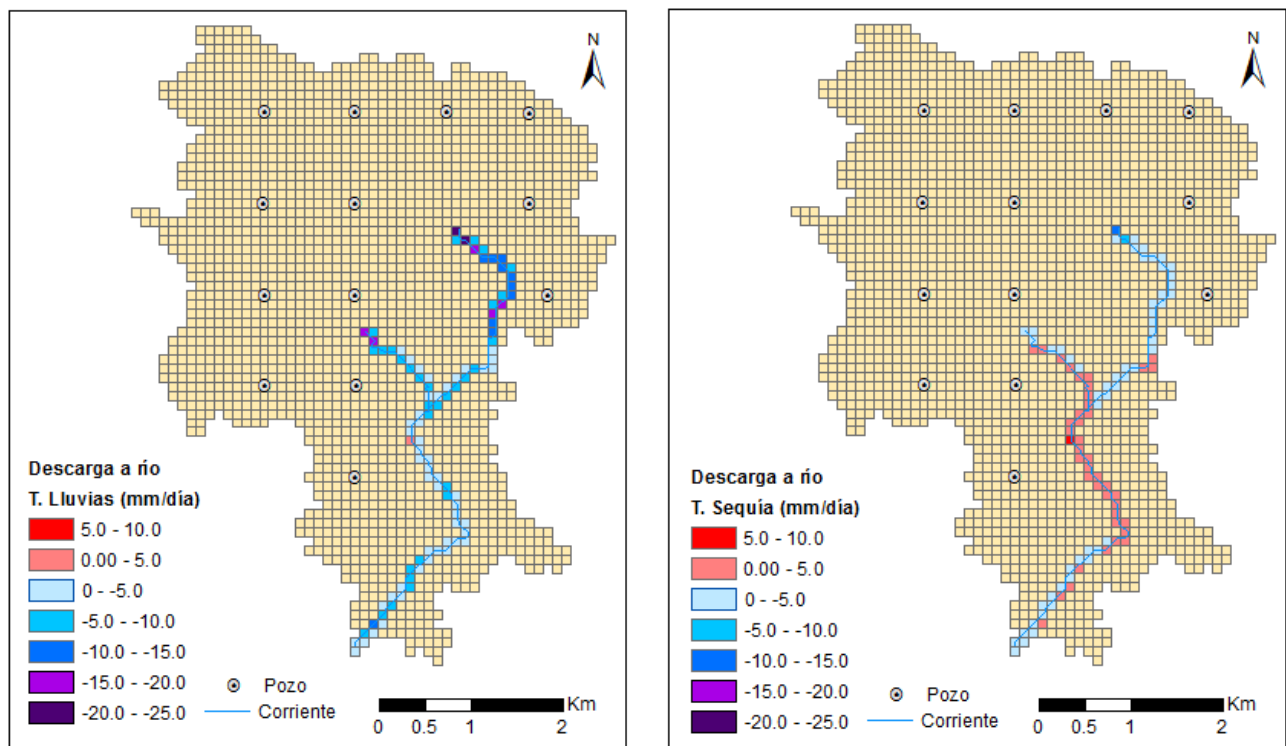 N
Descarga a río
T. Lluvias (mm/día)
5.0 - 10.0
0.00 - 5.0
0 - -5.0
-5.0 - -10.0
-10.0 - -15.0
-15.0 - -20.0
-20.0 - -25.0
Pozo
Corriente
Km
0 0.5 1 2
N
Descarga a río
T. Sequía (mm/día)
5.0 - 10.0
0.00 - 5.0
0 - -5.0
-5.0 - -10.0
-10.0 - -15.0
-15.0 - -20.0
-20.0 - -25.0
Pozo
Corriente
Km
0 0.5 1 2